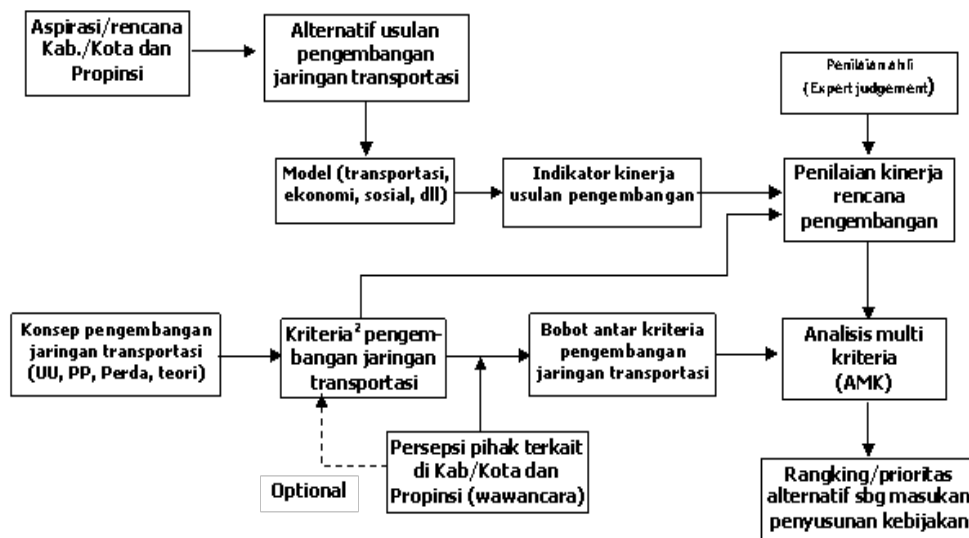 Aspirasi/rencana
Kab./Kota dan
Propinsi
Alternatif usulan
pengembangan
jaringan transportasi
Penilaian ahli
(Expert judgement)
Model (transportasi,
ekonomi, sosial, dll)
Indikator kinerja
usulan pengembangan
Penilaian kinerja
rencana
pengembangan
Konsep pengembangan
jaringan transportasi
(UU, PP, Perda, teori)
Kriteria² pengem-
bangan jaringan
transportasi
Bobot antar kriteria
pengembangan
jaringan transportasi
Analisis multi
kriteria
(AMK)
Optional
Persepsi pihak terkait
di Kab/Kota dan
Propinsi (wawancara)
Rangking/prioritas
alternatif sbg masukan
penyusunan kebijakan